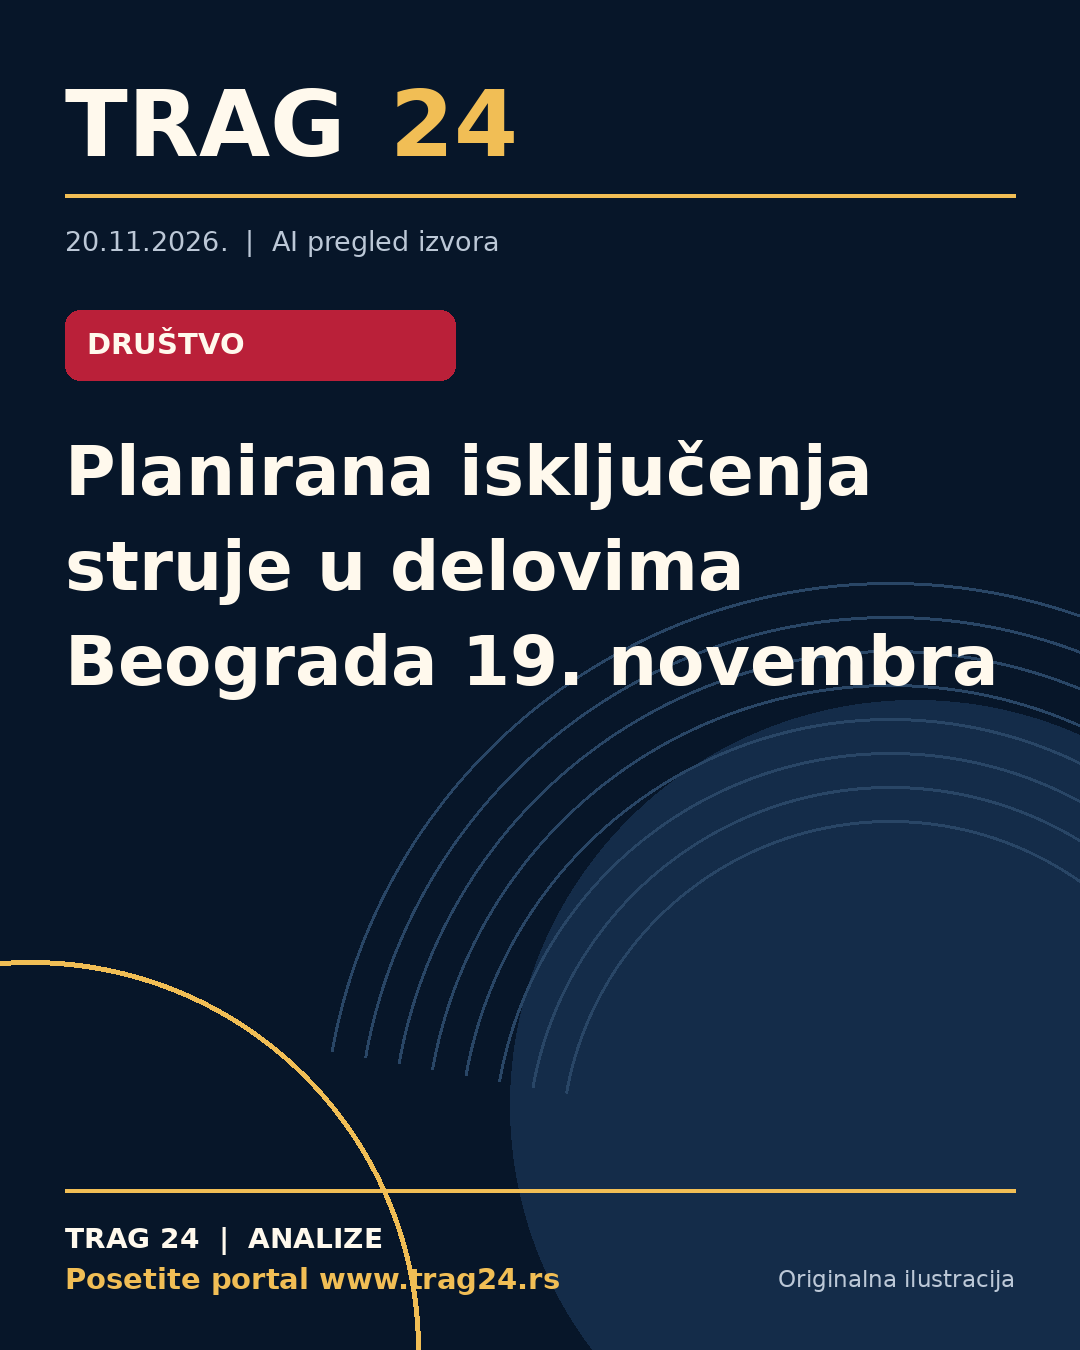 TRAG 24
20.11.2026. | AI pregled izvora
DRUŠTVO
Planirana isključenja
struje u delovima
Beograda 19. novembra
TRAG 24 | ANALIZE
Posetite portal www.trag24.rs
Originalna ilustracija